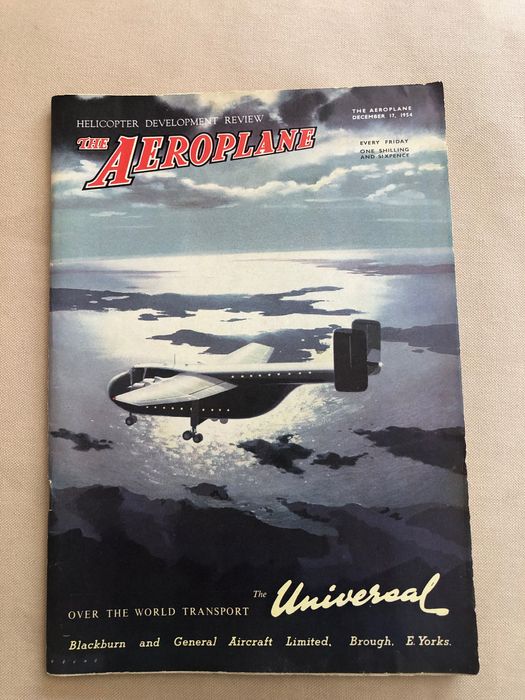 HELICOPTER DEVELOPMENT REVIEW
THE AEROPLANE
THE AEROPLANE
DECEMBER 17, 1954
EVERY FRIDAY
ONE SHILLING
AND SIXPENCE
OVER THE WORLD TRANSPORT The Universal
Blackburn and General Aircraft Limited, Brough, E. Yorks.